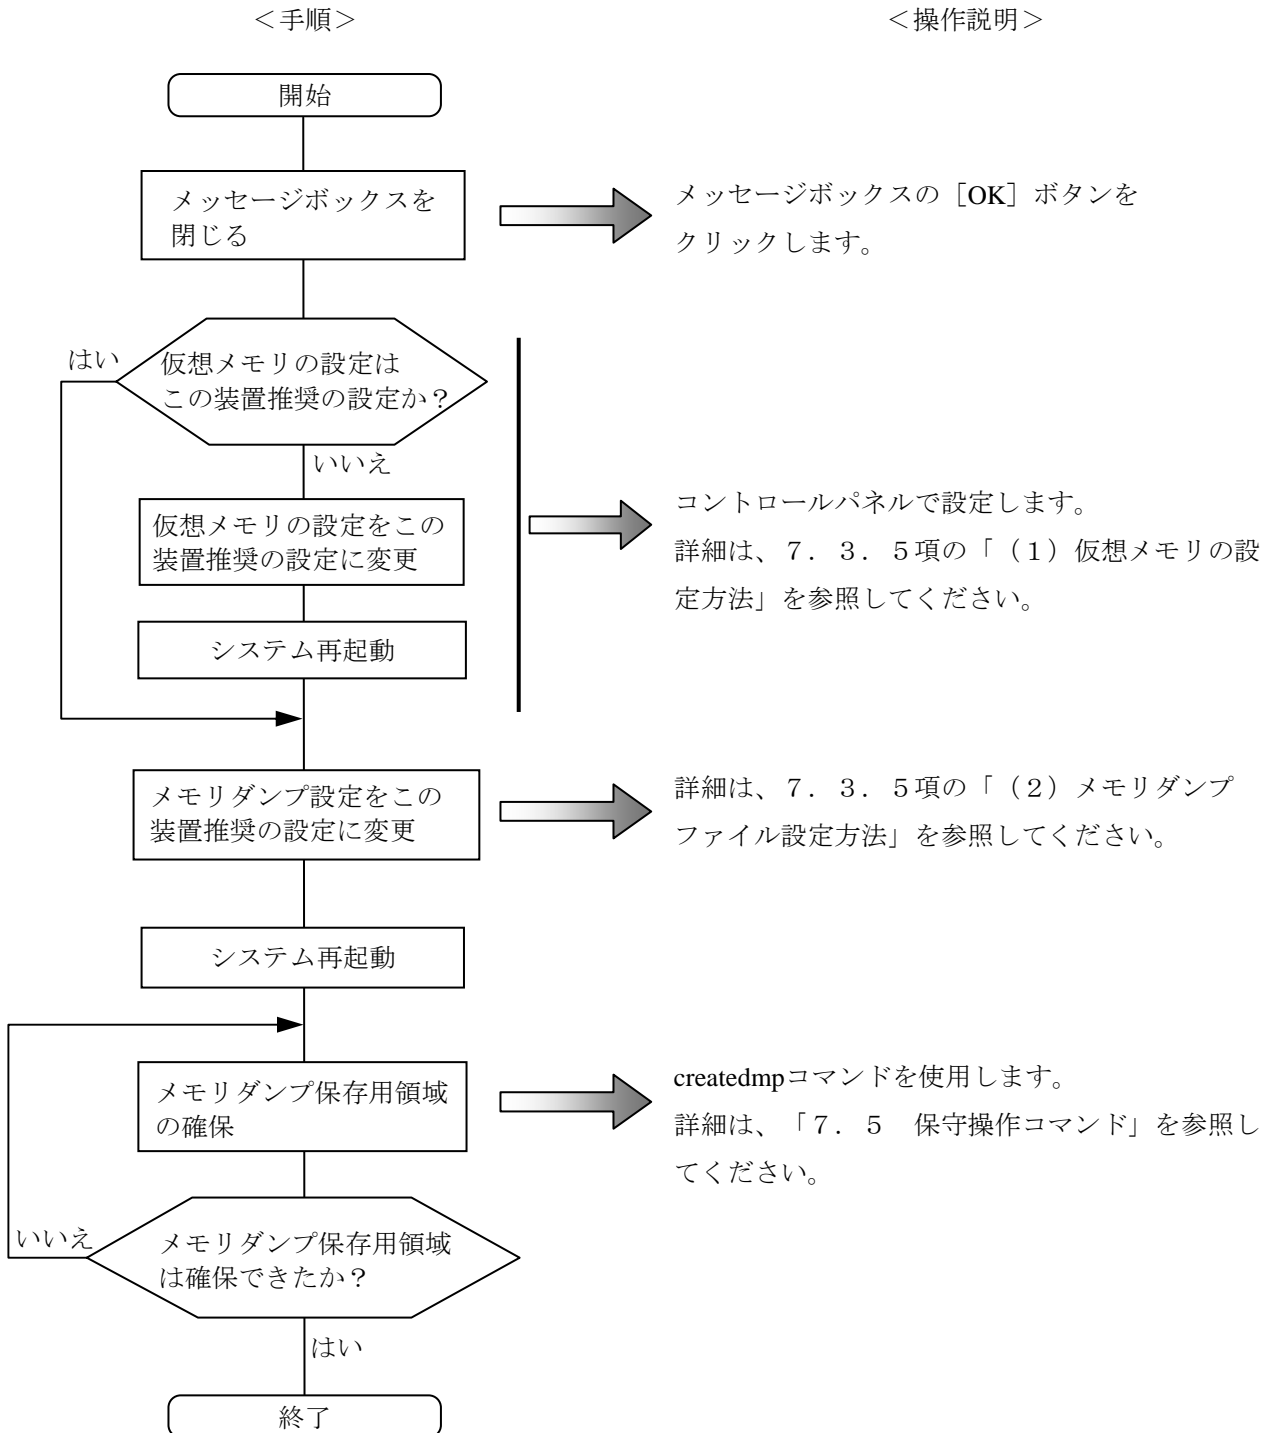 ＜手順＞
＜操作説明＞
開始
メッセージボックスを
閉じる
メッセージボックスの［OK］ボタンを
クリックします。
はい
仮想メモリの設定は
この装置推奨の設定か？
いいえ
仮想メモリの設定をこの
装置推奨の設定に変更
システム再起動
コントロールパネルで設定します。
詳細は、７．３．５項の「（１）仮想メモリの設
定方法」を参照してください。
メモリダンプ設定をこの
装置推奨の設定に変更
詳細は、７．３．５項の「（２）メモリダンプ
ファイル設定方法」を参照してください。
システム再起動
メモリダンプ保存用領域
の確保
createdmpコマンドを使用します。
詳細は、「７．５　保守操作コマンド」を参照し
てください。
いいえ
メモリダンプ保存用領域
は確保できたか？
はい
終了